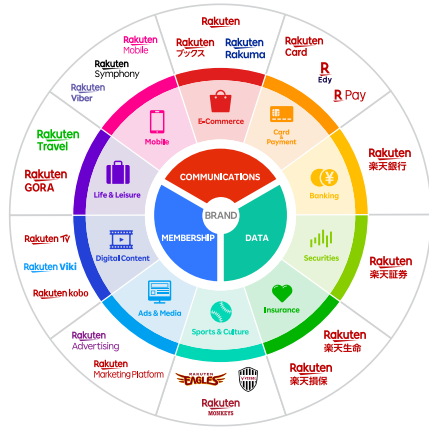 Rakuten
Rakuten
ブックス
Rakuten
Rakuma
Rakuten
Card
R
Edy
R Pay
Rakuten
楽天銀行
Rakuten
楽天証券
Rakuten
楽天生命
Rakuten
楽天損保
RAKUTEN
EAGLES
VISSEL
Rakuten
MONKEYS
Rakuten
Marketing Platform
Rakuten
Advertising
Rakuten kobo
Rakuten Viki
Rakuten TV
Rakuten
GORA
Rakuten
Travel
Rakuten
Viber
Rakuten
Symphony
Rakuten
Mobile
E-Commerce
Card
& Payment
Banking
Securities
Insurance
Sports & Culture
Ads & Media
Digital Content
Life & Leisure
Mobile
COMMUNICATIONS
BRAND
MEMBERSHIP
DATA